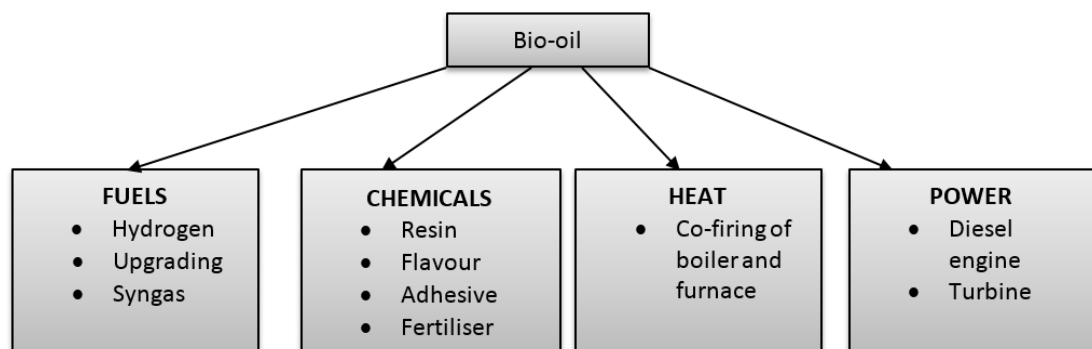 Bio-oil
FUELS
• Hydrogen
• Upgrading
• Syngas
CHEMICALS
• Resin
• Flavour
• Adhesive
• Fertiliser
HEAT
• Co-firing of
boiler and
furnace
POWER
• Diesel
engine
• Turbine